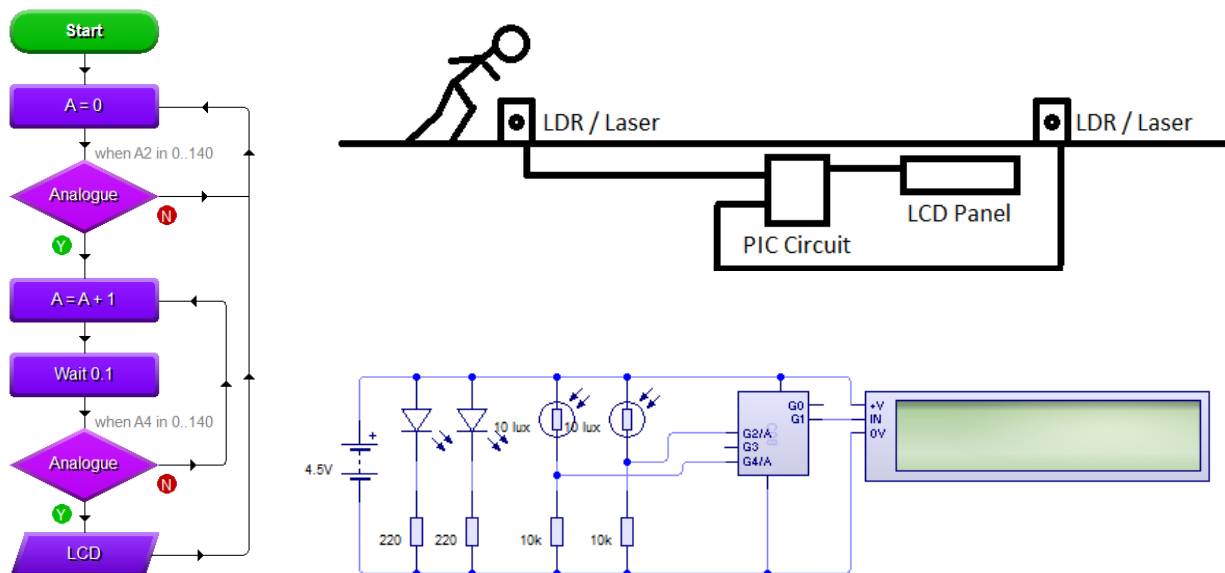 Start
A = 0
when A2 in 0..140
Analogue
N
Y
A = A + 1
Wait 0.1
when A4 in 0..140
Analogue
N
Y
LCD
LDR / Laser
LDR / Laser
PIC Circuit
LCD Panel
4.5V
+
220
220
10 lux
10 lux
10k
10k
G0
G1
G2/A
G3
G4/A
+V
IN
0V